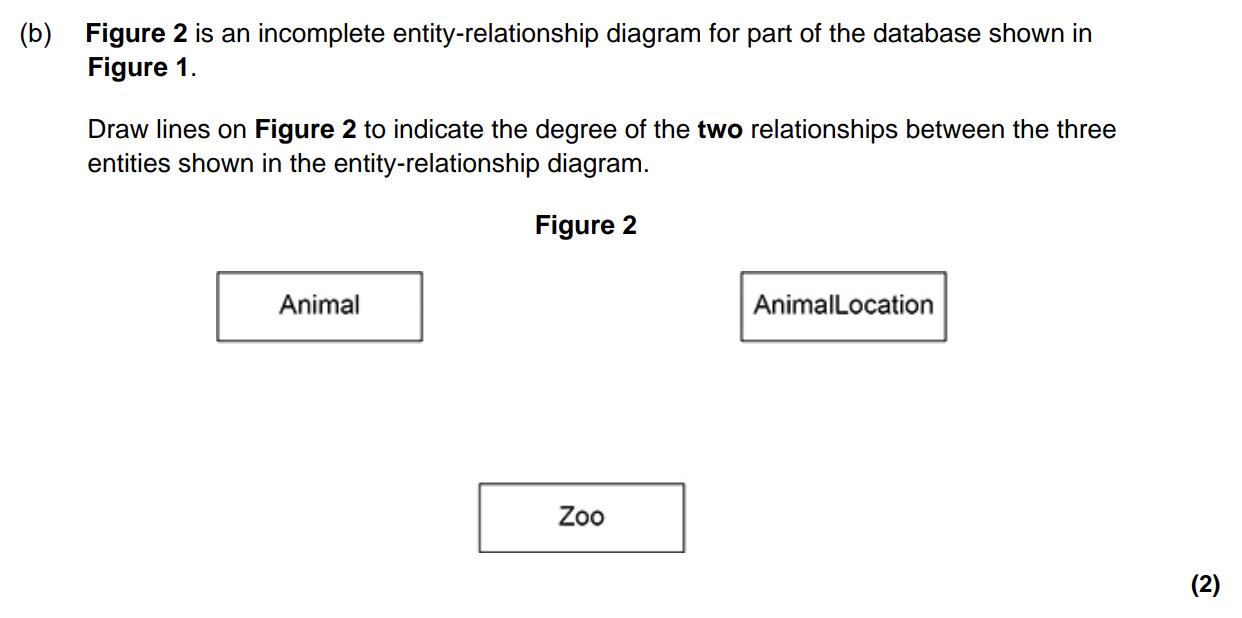 (b) Figure 2 is an incomplete entity-relationship diagram for part of the database shown in
Figure 1.
Draw lines on Figure 2 to indicate the degree of the two relationships between the three
entities shown in the entity-relationship diagram.
Figure 2
Animal
AnimalLocation
Zoo
(2)